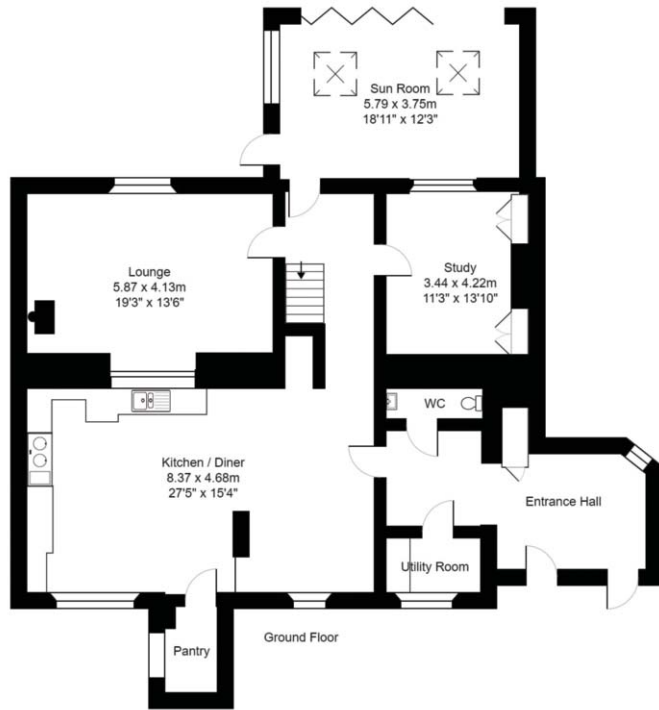 Sun Room
5.79 x 3.75m
18'11" x 12'3"
Lounge
5.87 x 4.13m
19'3" x 13'6"
Study
3.44 x 4.22m
11'3" x 13'10"
WC
Kitchen / Diner
8.37 x 4.68m
27'5" x 15'4"
Entrance Hall
Utility Room
Ground Floor
Pantry